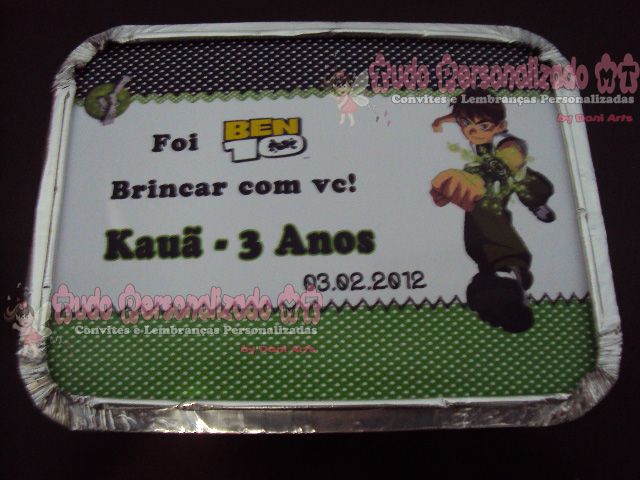 Tudo Personalizado MT
Convites e Lembranças Personalizadas
by Dani Arts
Foi BEN 10
Brincar com vc!
Kauã - 3 Anos
03.02.2012
Tudo Personalizado MT
Convites e Lembranças Personalizadas
by Dani Arts